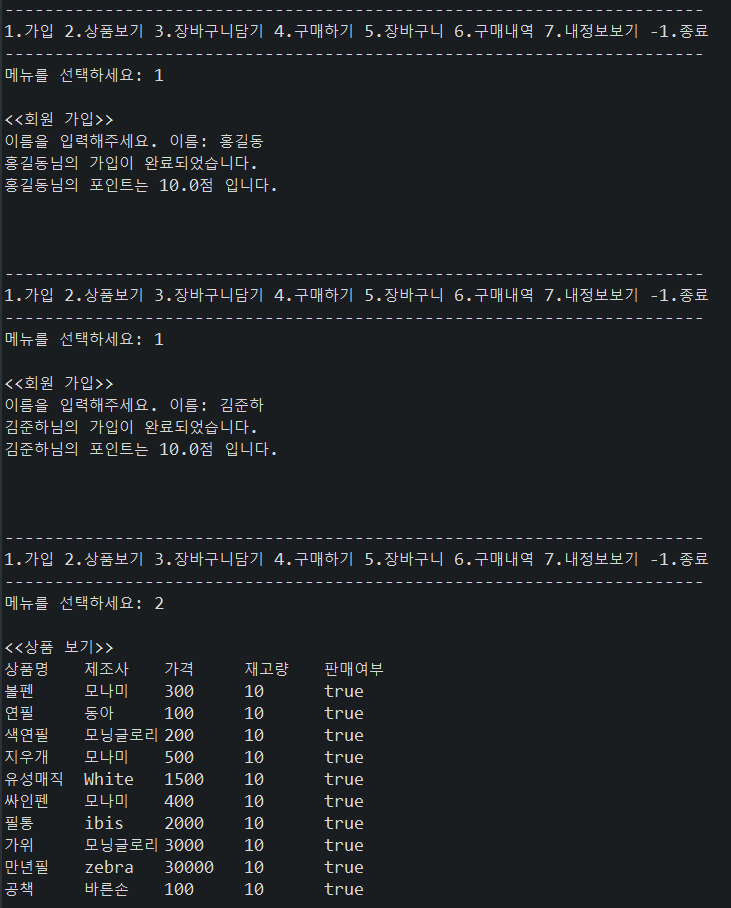 ----------------------------------------------------------------------
1.가입 2.상품보기 3.장바구니담기 4.구매하기 5.장바구니 6.구매내역 7.내정보보기 -1.종료
----------------------------------------------------------------------
메뉴를 선택하세요: 1
<<회원 가입>>
이름을 입력해주세요. 이름: 홍길동
홍길동님의 가입이 완료되었습니다.
홍길동님의 포인트는 10.0점 입니다.
----------------------------------------------------------------------
1.가입 2.상품보기 3.장바구니담기 4.구매하기 5.장바구니 6.구매내역 7.내정보보기 -1.종료
----------------------------------------------------------------------
메뉴를 선택하세요: 1
<<회원 가입>>
이름을 입력해주세요. 이름: 김준하
김준하님의 가입이 완료되었습니다.
김준하님의 포인트는 10.0점 입니다.
----------------------------------------------------------------------
1.가입 2.상품보기 3.장바구니담기 4.구매하기 5.장바구니 6.구매내역 7.내정보보기 -1.종료
----------------------------------------------------------------------
메뉴를 선택하세요: 2
<<상품 보기>>
상품명 제조사 가격 재고량 판매여부
볼펜 모나미 300 10 true
연필 동아 100 10 true
색연필 모닝글로리 200 10 true
지우개 모나미 500 10 true
유성매직 White 1500 10 true
싸인펜 모나미 400 10 true
필통 ibis 2000 10 true
가위 모닝글로리 3000 10 true
만년필 zebra 30000 10 true
공책 바른손 100 10 true